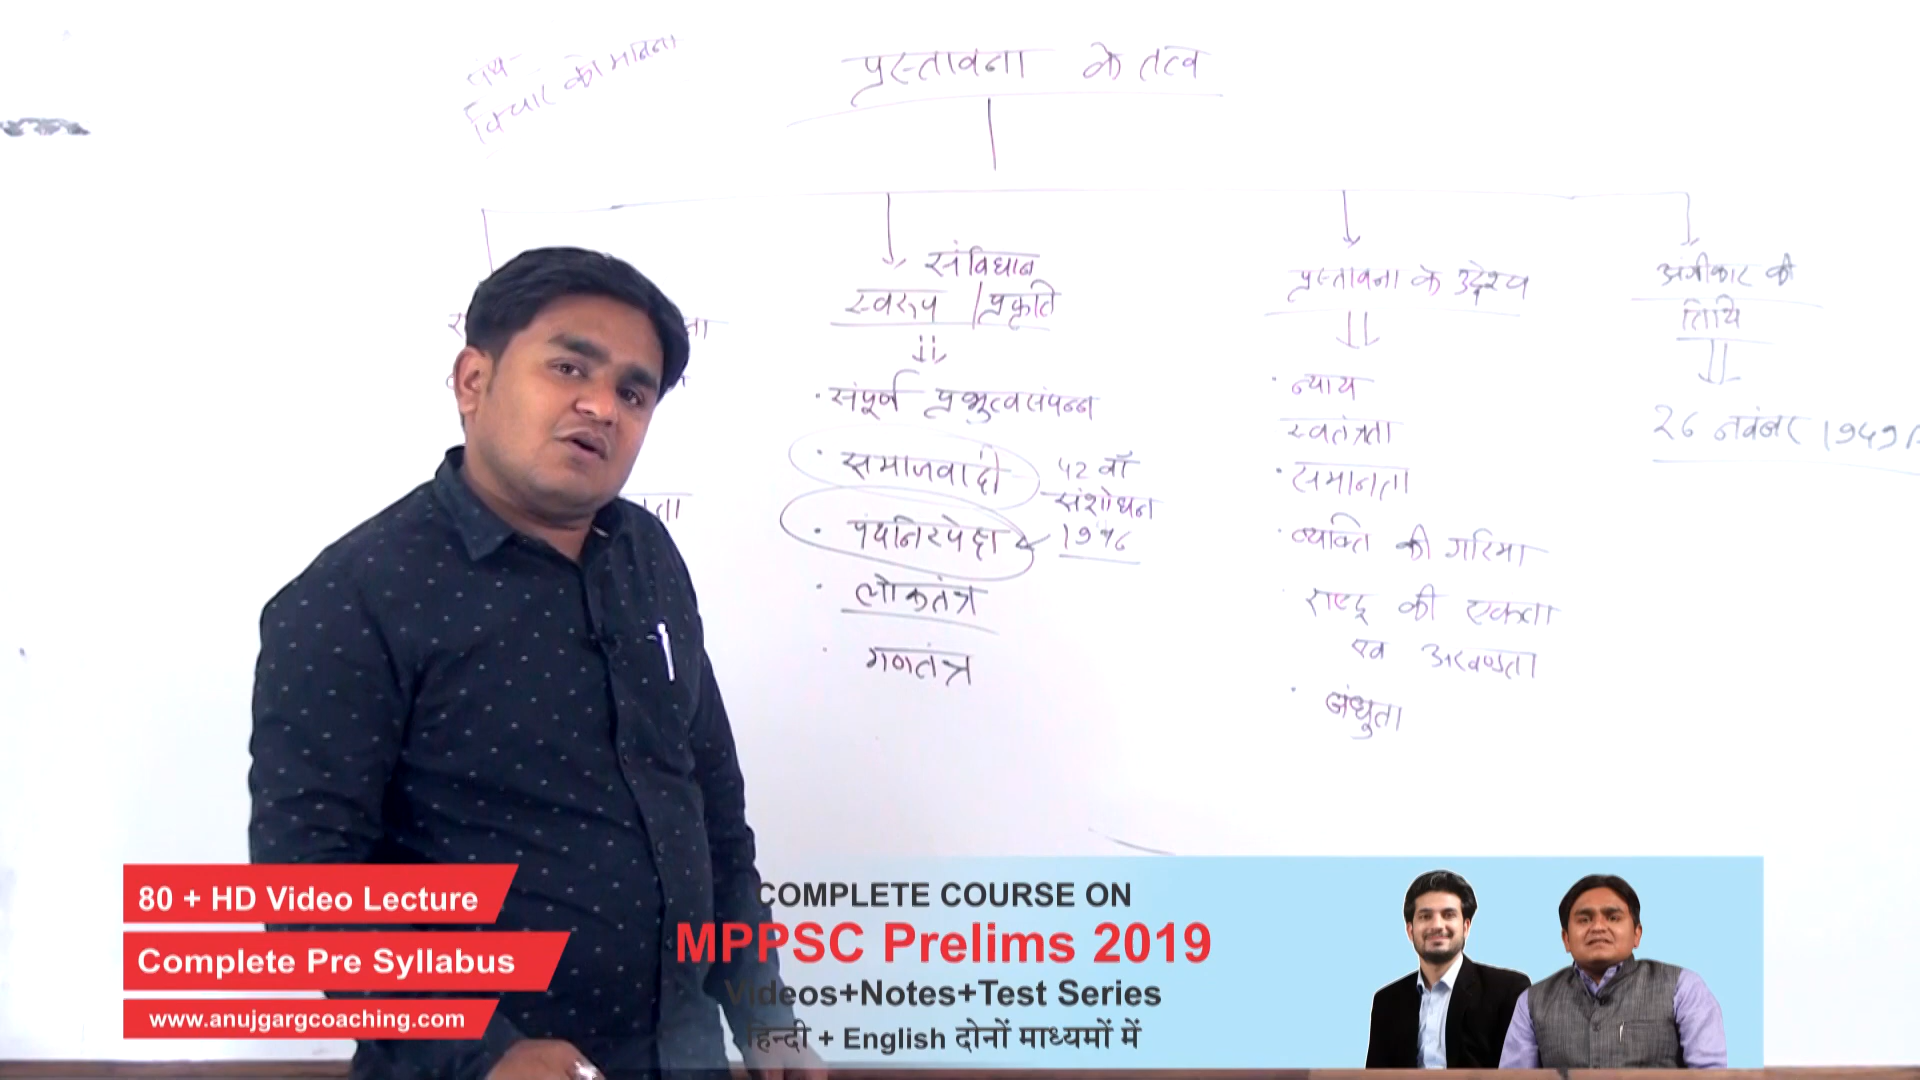 प्रस्तावना के तत्व
विचार को मानना
संविधान
स्वरूप / प्रकृति
संपूर्ण प्रभुत्वसंपन्न
समाजवादी
42 वाँ
संशोधन
1976
पंथनिरपेक्ष
लोकतंत्र
गणतंत्र
प्रस्तावना के उद्देश्य
न्याय
स्वतंत्रता
समानता
व्यक्ति की गरिमा
राष्ट्र की एकता
एव अखण्डता
बंधुता
अंगीकार की
तिथि
26 नवंबर 1949
80 + HD Video Lecture
Complete Pre Syllabus
www.anujgargcoaching.com
COMPLETE COURSE ON
MPPSC Prelims 2019
Videos+Notes+Test Series
हिन्दी + English दोनों माध्यमों में